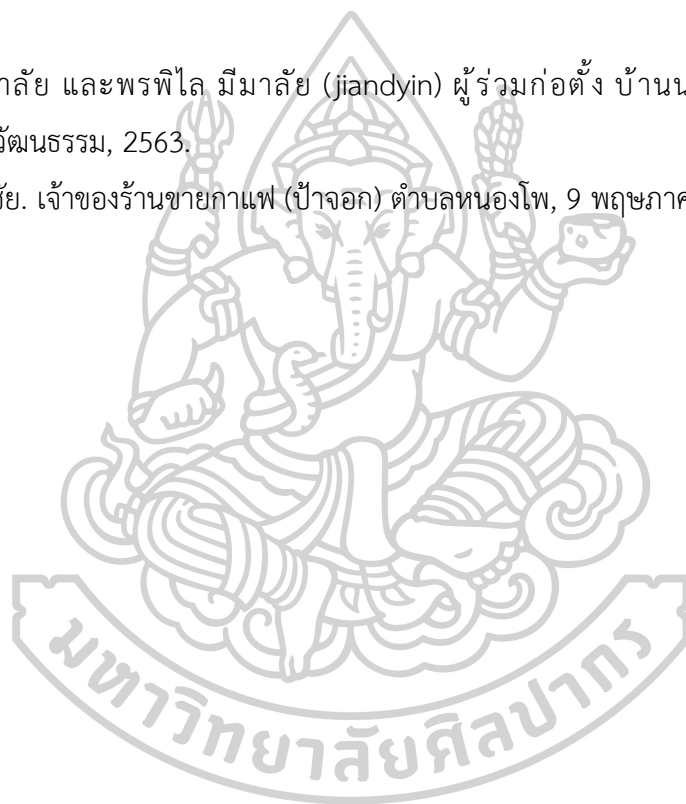 าลัย และพรพิไล มีมาลัย (jiandyin) ผู้ร่วมก่อตั้ง บ้านน
วัฒนธรรม, 2563.
ชัย. เจ้าของร้านขายกาแฟ (ป้าจอก) ตำบลหนองโพ, 9 พฤษภาค
มหาวิทยาลัยศิลปากร